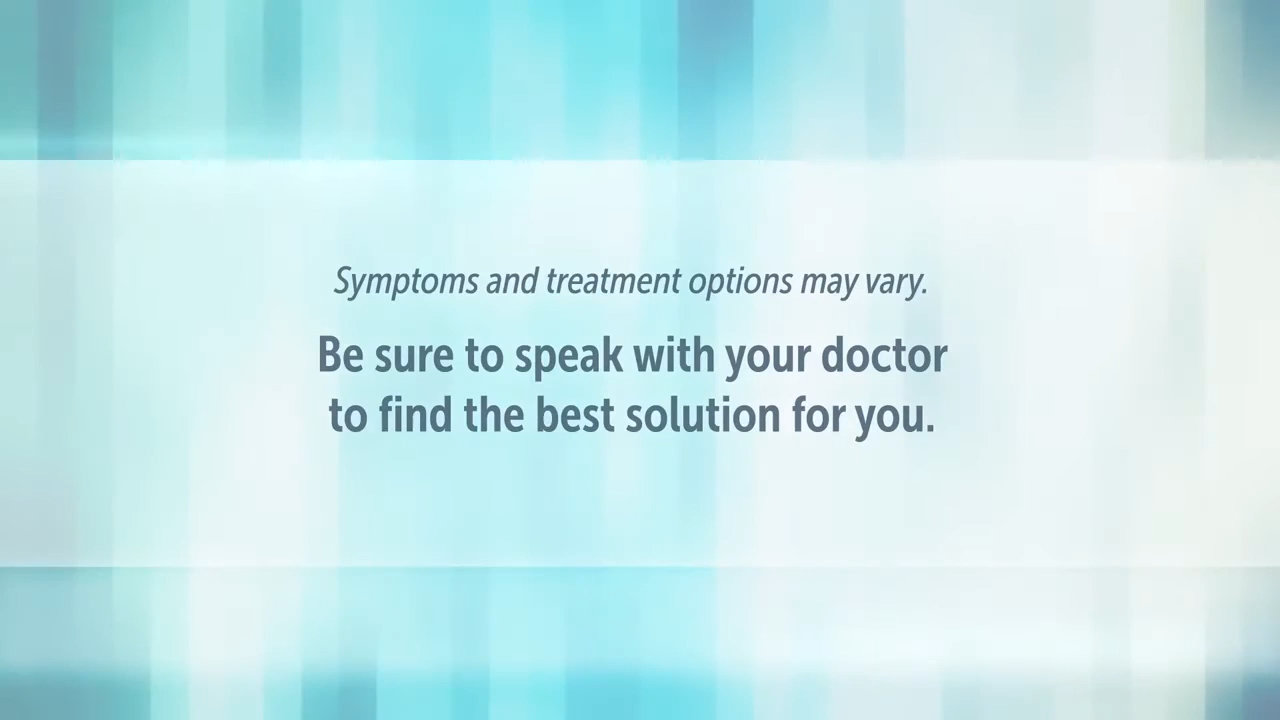 Symptoms and treatment options may vary.
Be sure to speak with your doctor
to find the best solution for you.